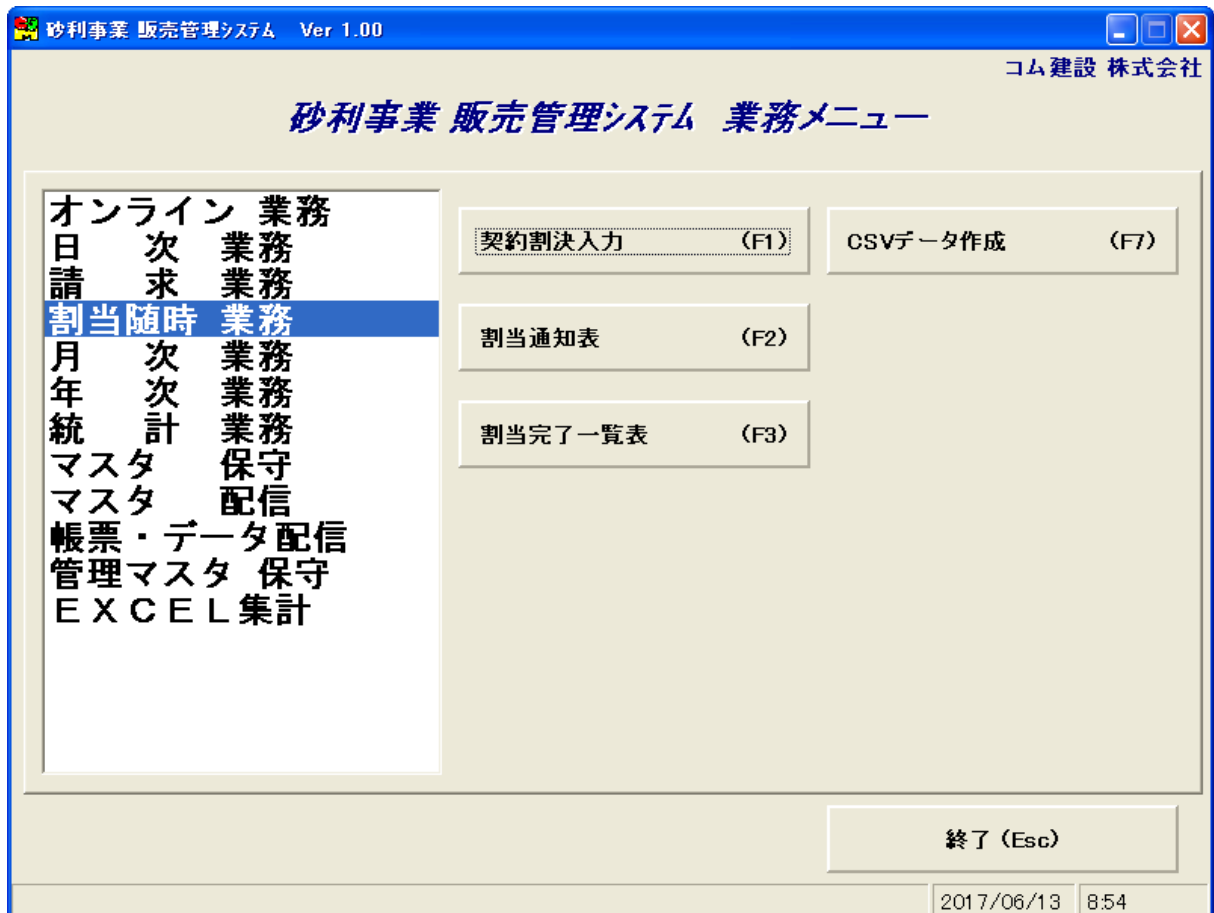 砂利事業 販売管理ｼｽﾃﾑ Ver 1.00
コム建設 株式会社
砂利事業 販売管理ｼｽﾃﾑ 業務メニュー
オンライン 業務
日 次 業務
請 求 業務
割当随時 業務
月 次 業務
年 次 業務
統 計 業務
マスタ 保守
マスタ 配信
帳票・データ配信
管理マスタ 保守
ＥＸＣＥＬ集計
契約割決入力 (F1)
CSVデータ作成 (F7)
割当通知表 (F2)
割当完了一覧表 (F3)
終了 (Esc)
2017/06/13 8:54